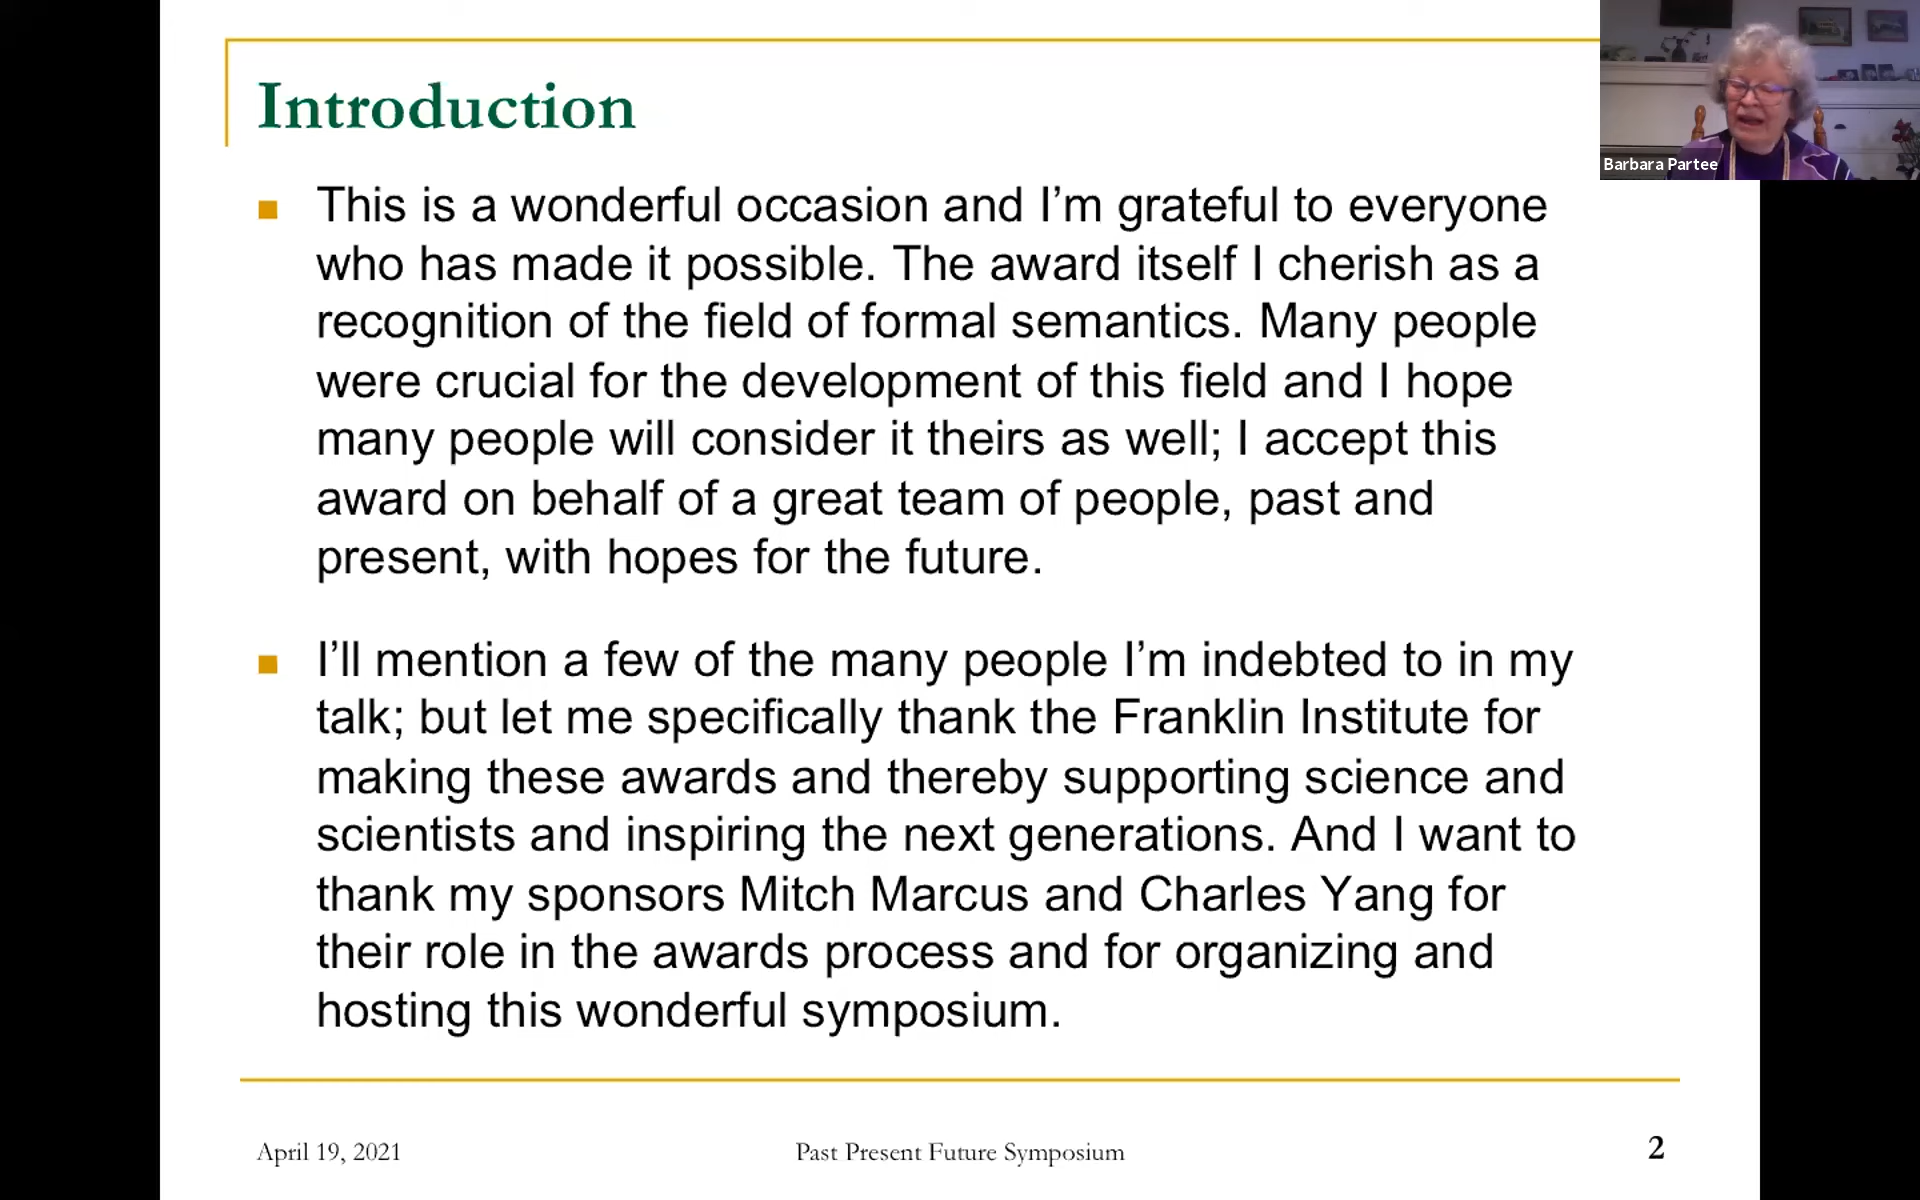 Introduction
Barbara Partee
This is a wonderful occasion and I’m grateful to everyone
who has made it possible. The award itself I cherish as a
recognition of the field of formal semantics. Many people
were crucial for the development of this field and I hope
many people will consider it theirs as well; I accept this
award on behalf of a great team of people, past and
present, with hopes for the future.
I’ll mention a few of the many people I’m indebted to in my
talk; but let me specifically thank the Franklin Institute for
making these awards and thereby supporting science and
scientists and inspiring the next generations. And I want to
thank my sponsors Mitch Marcus and Charles Yang for
their role in the awards process and for organizing and
hosting this wonderful symposium.
April 19, 2021
Past Present Future Symposium
2